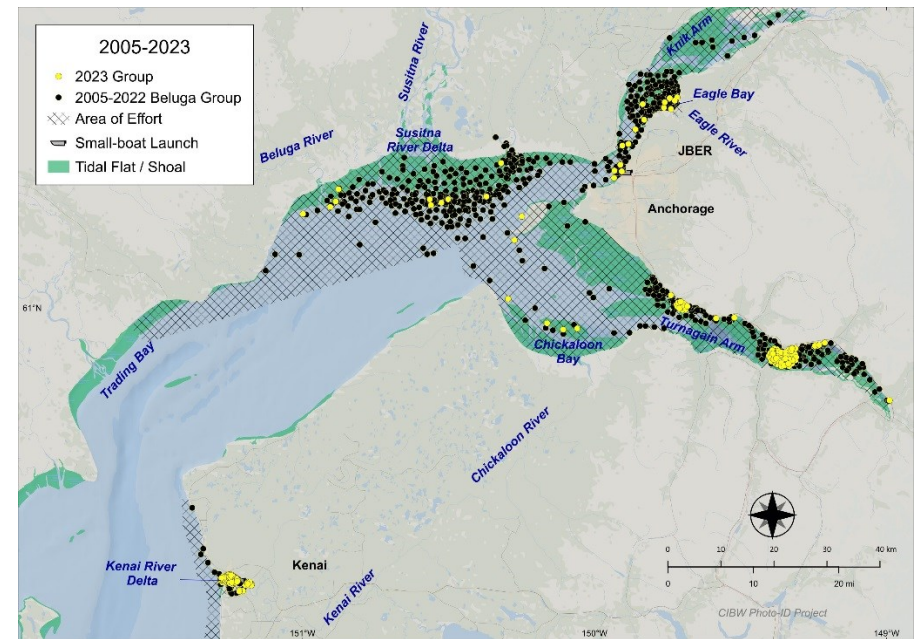 2005-2023
2023 Group
2005-2022 Beluga Group
Area of Effort
Small-boat Launch
Tidal Flat / Shoal
Susitna River
Knik Arm
Beluga River
Susitna
River Delta
Eagle Bay
Eagle River
JBER
Anchorage
61°N
Trading Bay
Chickaloon
Bay
Turnagain Arm
Chickaloon River
Kenai River
Delta
Kenai
Kenai River
0 10 20 30 40 km
0 10 20 mi
CIBW Photo-ID Project
151°W
150°W
149°W